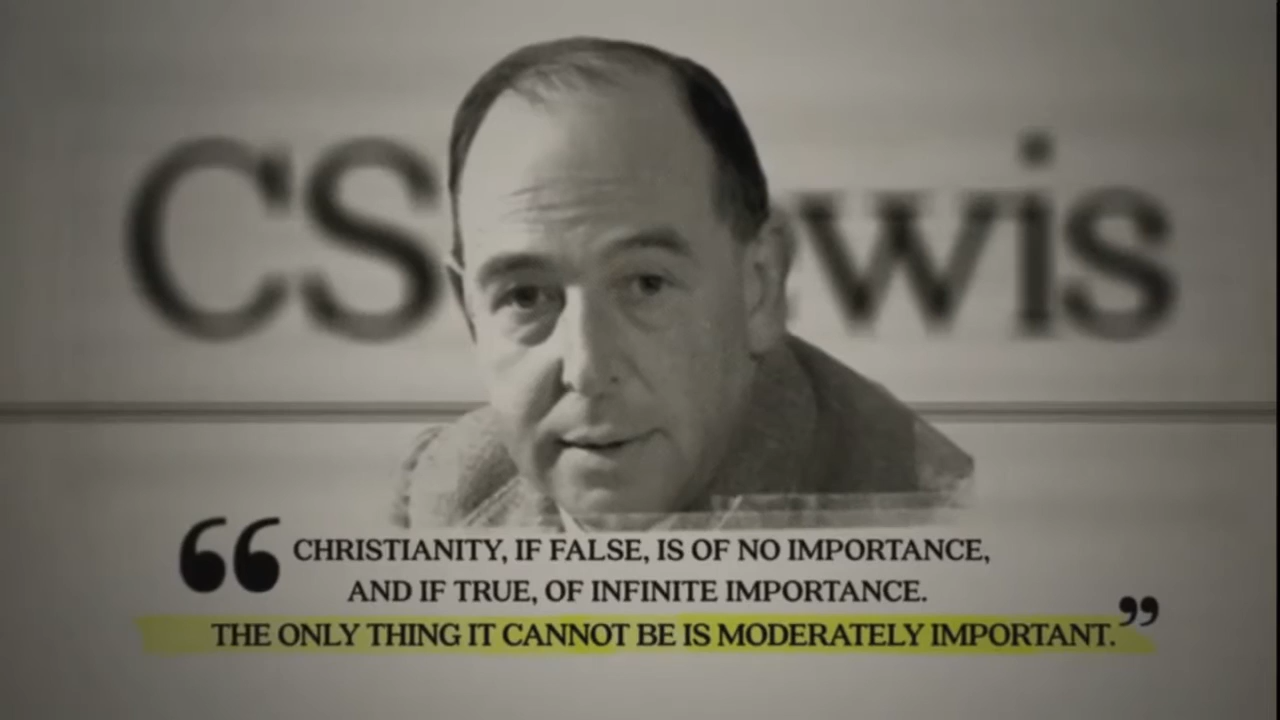 CS wis
“CHRISTIANITY, IF FALSE, IS OF NO IMPORTANCE,
AND IF TRUE, OF INFINITE IMPORTANCE.
THE ONLY THING IT CANNOT BE IS MODERATELY IMPORTANT.”